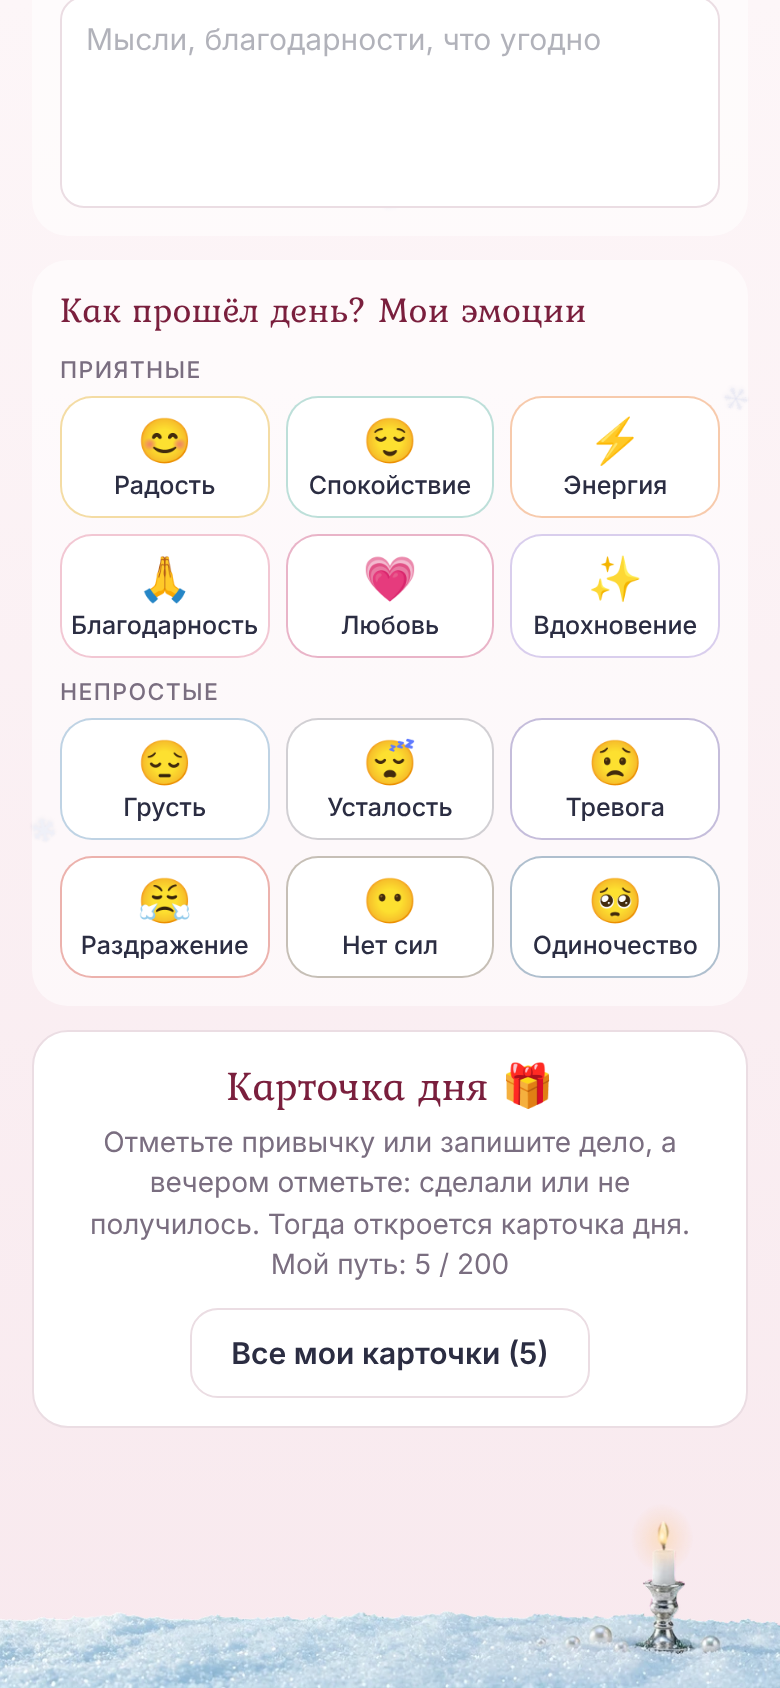 Мысли, благодарности, что угодно
Как прошёл день? Мои эмоции
ПРИЯТНЫЕ
Радость
Спокойствие
Энергия
Благодарность
Любовь
Вдохновение
НЕПРОСТЫЕ
Грусть
Усталость
Тревога
Раздражение
Нет сил
Одиночество
Карточка дня
Отметьте привычку или запишите дело, а
вечером отметьте: сделали или не
получилось. Тогда откроется карточка дня.
Мой путь: 5 / 200
Все мои карточки (5)